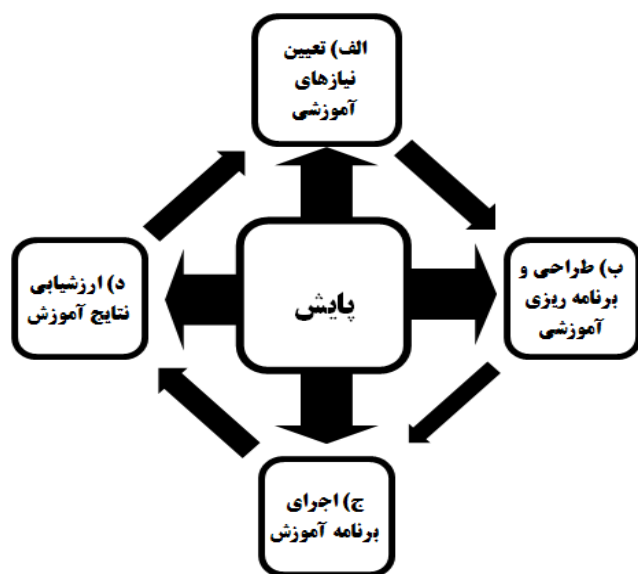 الف) تعیین
نیازهای
آموزشی
ب) طراحی و
برنامه ریزی
آموزشی
پایش
د) ارزشیابی
نتایج آموزش
ج) اجرای
برنامه آموزش